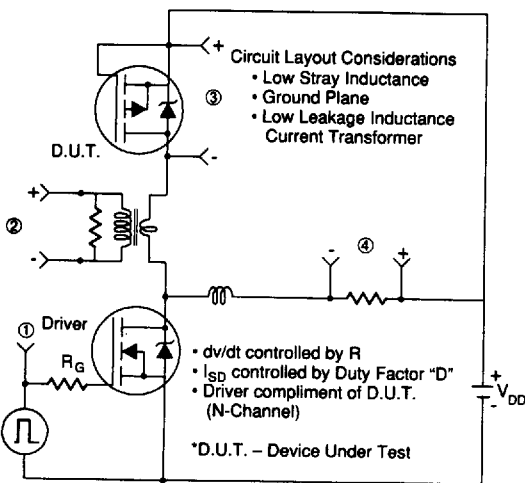 +
Circuit Layout Considerations
• Low Stray Inductance
• Ground Plane
• Low Leakage Inductance
Current Transformer
③
D.U.T.
-
+
②
-
-
④
+
①
Driver
R_G
• dv/dt controlled by R
• I_SD controlled by Duty Factor "D"
• Driver compliment of D.U.T.
(N-Channel)
*D.U.T. – Device Under Test
+
V_DD
-